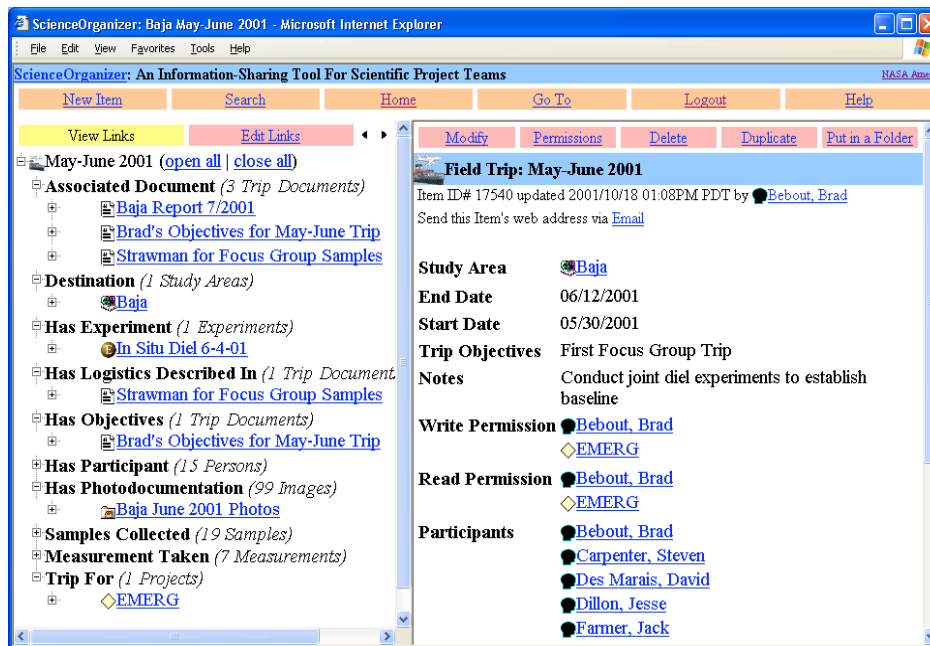 ScienceOrganizer: Baja May-June 2001 - Microsoft Internet Explorer
File Edit View Favorites Tools Help
ScienceOrganizer: An Information-Sharing Tool For Scientific Project Teams NASA
New Item Search Home Go To Logout Help
View Links Edit Links
May-June 2001 (open all | close all)
Associated Document (3 Trip Documents)
Baja Report 7/2001
Brad's Objectives for May-June Trip
Strawman for Focus Group Samples
Destination (1 Study Areas)
Baja
Has Experiment (1 Experiments)
In Situ Diel 6-4-01
Has Logistics Described In (1 Trip Document
Strawman for Focus Group Samples
Has Objectives (1 Trip Documents)
Brad's Objectives for May-June Trip
Has Participant (15 Persons)
Has Photodocumentation (99 Images)
Baja June 2001 Photos
Samples Collected (19 Samples)
Measurement Taken (7 Measurements)
Trip For (1 Projects)
EMERG
Modify Permissions Delete Duplicate Put in a Folder
Field Trip: May-June 2001
Item ID# 17540 updated 2001/10/18 01:08PM PDT by Bebout, Brad
Send this Item's web address via Email
Study Area Baja
End Date 06/12/2001
Start Date 05/30/2001
Trip Objectives First Focus Group Trip
Notes Conduct joint diel experiments to establish
baseline
Write Permission Bebout, Brad
EMERG
Read Permission Bebout, Brad
EMERG
Participants Bebout, Brad
Carpenter, Steven
Des Marais, David
Dillon, Jesse
Farmer, Jack